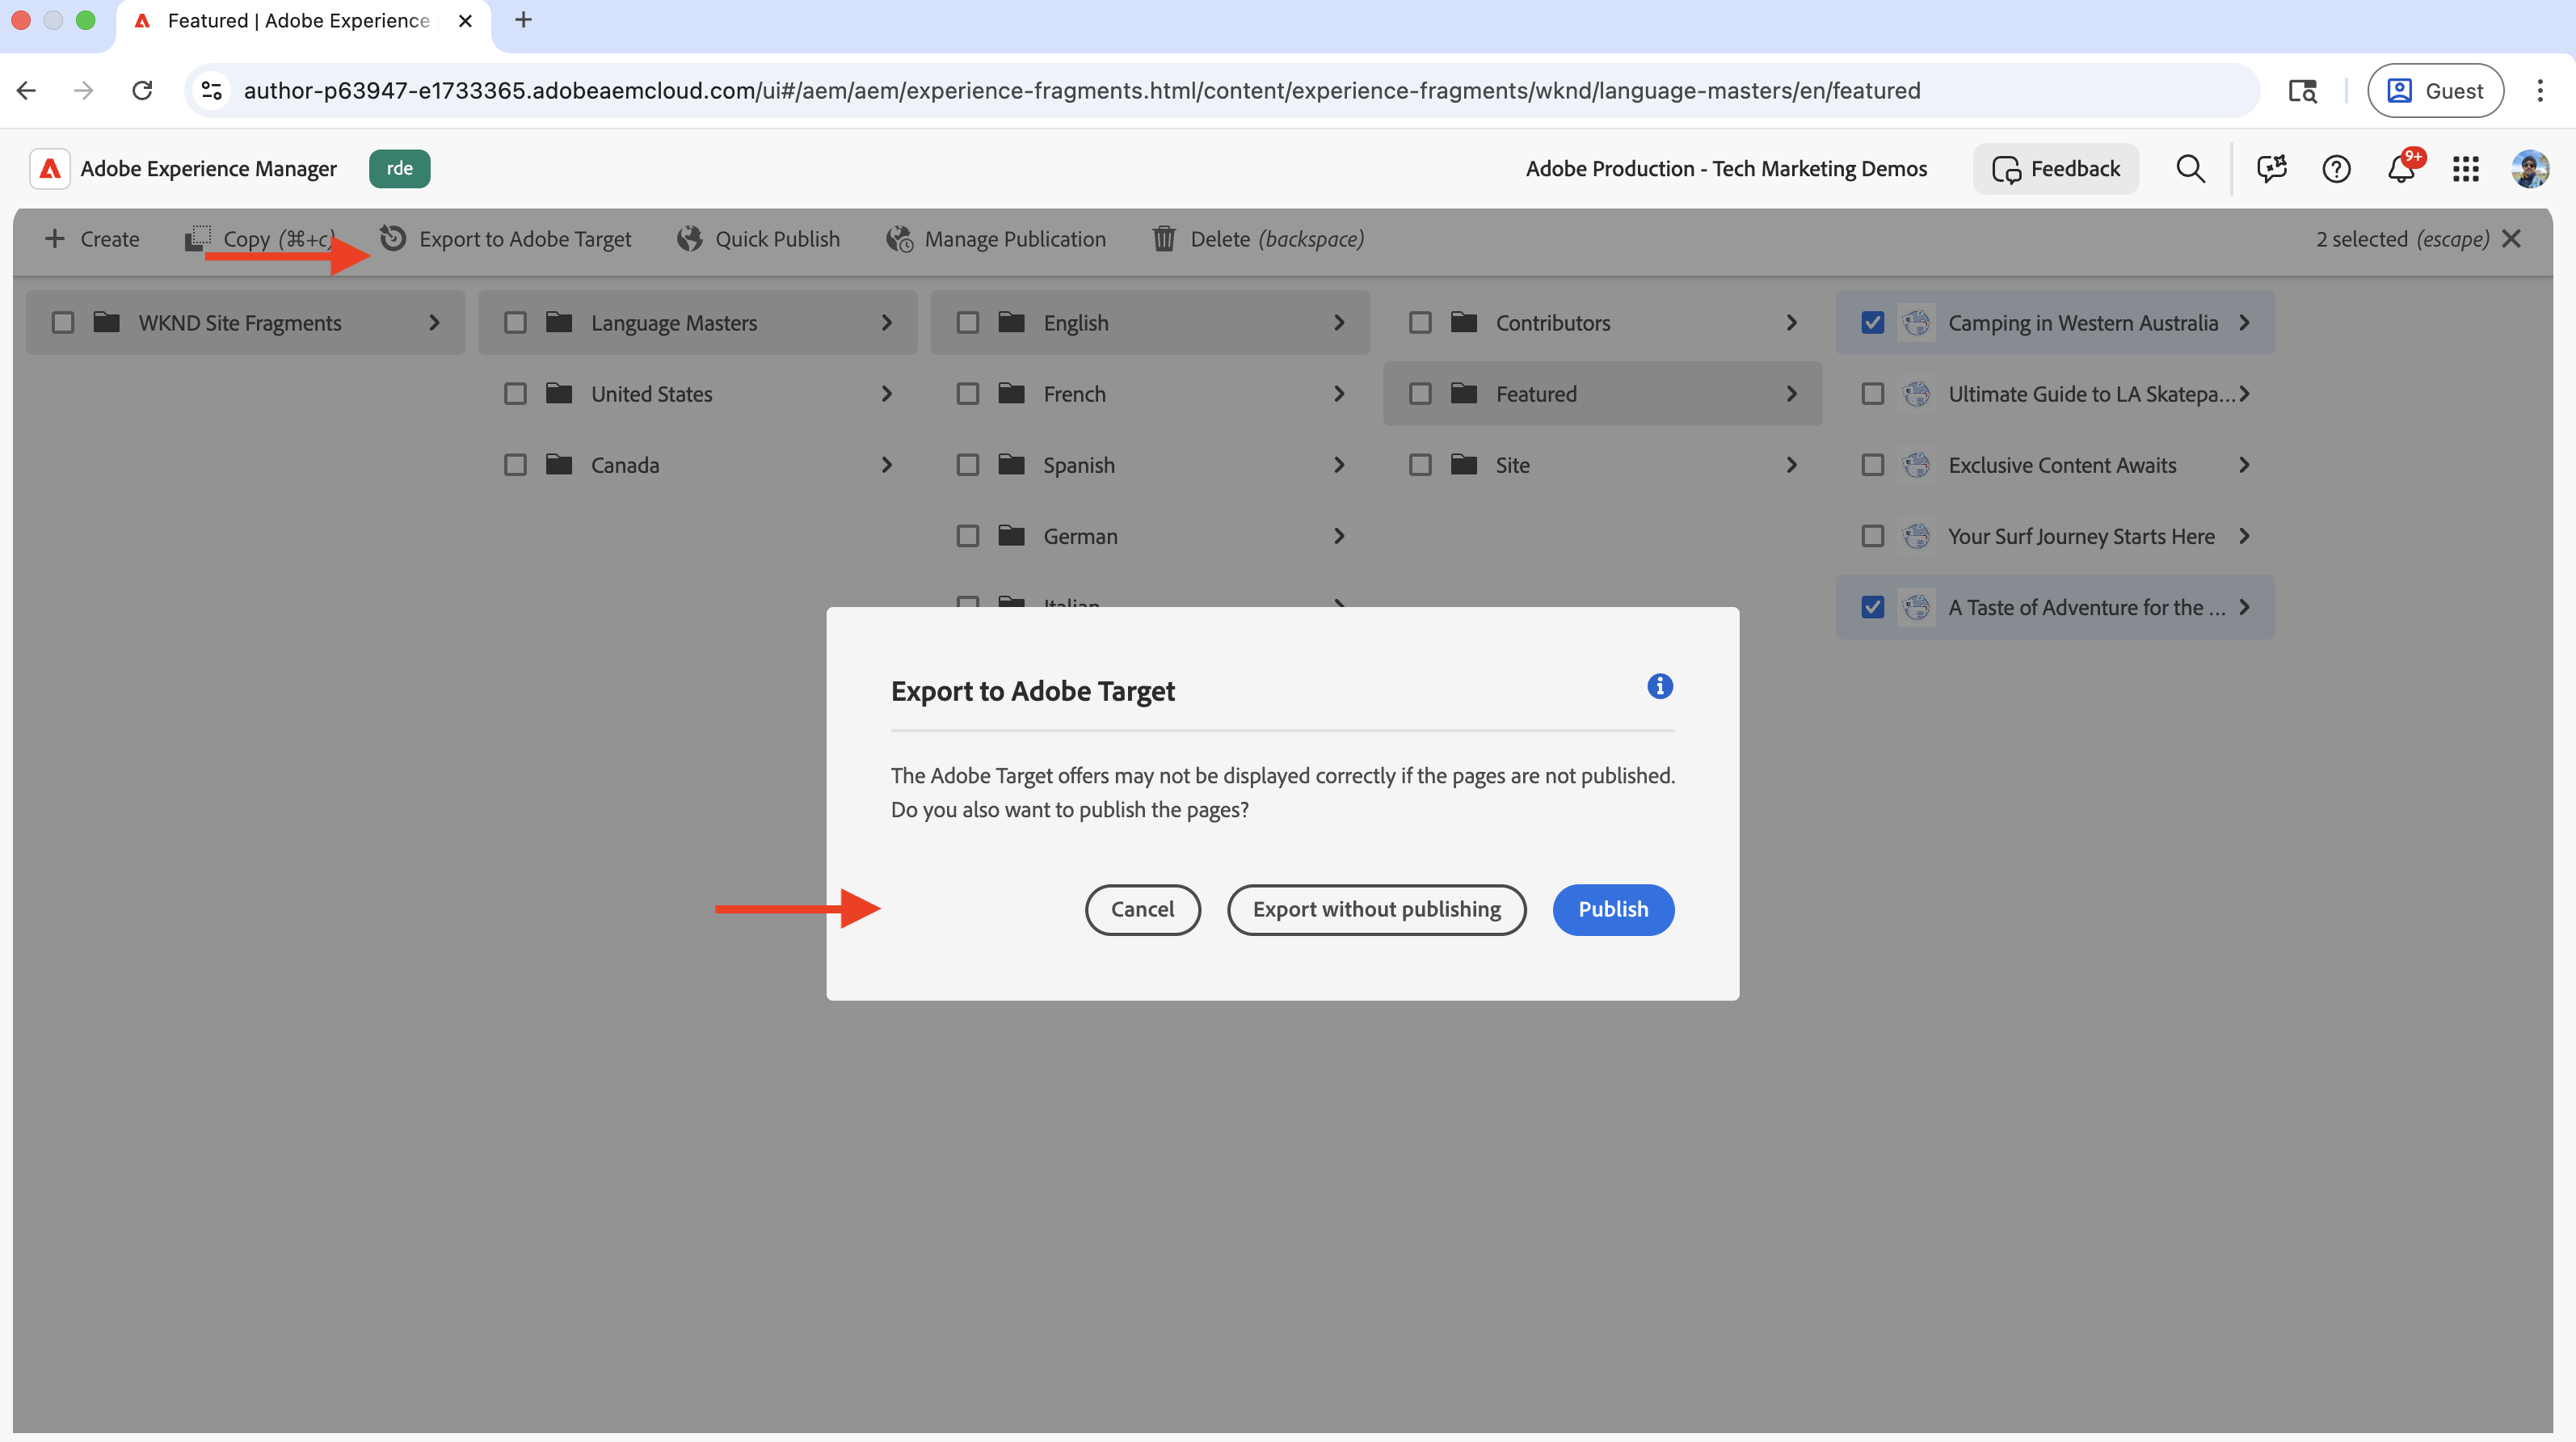 Featured | Adobe Experience
author-p63947-e1733365.adobeaemcloud.com/ui#/aem/aem/experience-fragments.html/content/experience-fragments/wknd/language-masters/en/featured
Guest
Adobe Experience Manager
rde
Adobe Production - Tech Marketing Demos
Feedback
9+
Create
Copy (⌘+c)
Export to Adobe Target
Quick Publish
Manage Publication
Delete (backspace)
2 selected (escape)
WKND Site Fragments
Language Masters
United States
Canada
English
French
Spanish
German
Italian
Contributors
Featured
Site
Camping in Western Australia
Ultimate Guide to LA Skatepa...
Exclusive Content Awaits
Your Surf Journey Starts Here
A Taste of Adventure for the ...
Export to Adobe Target
The Adobe Target offers may not be displayed correctly if the pages are not published.
Do you also want to publish the pages?
Cancel
Export without publishing
Publish